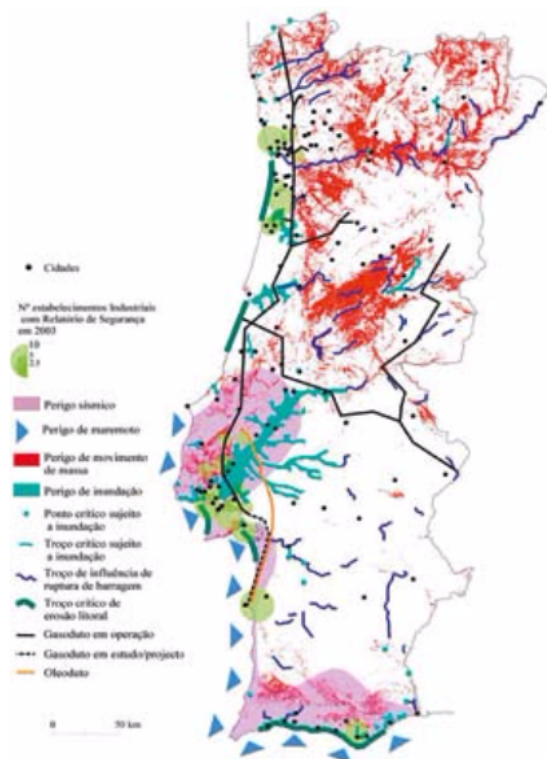 Cidades
Nº estabelecimentos Industriais
com Relatório de Segurança
em 2003
10
5
2.5
Perigo sísmico
Perigo de maremoto
Perigo de movimento
de massa
Perigo de inundação
Ponto crítico sujeito
a inundação
Troço crítico sujeito
a inundação
Troço de influência de
ruptura de barragem
Troço crítico de
erosão litoral
Gasoduto em operação
Gasoduto em estudo/projecto
Oleoduto
0 50 km